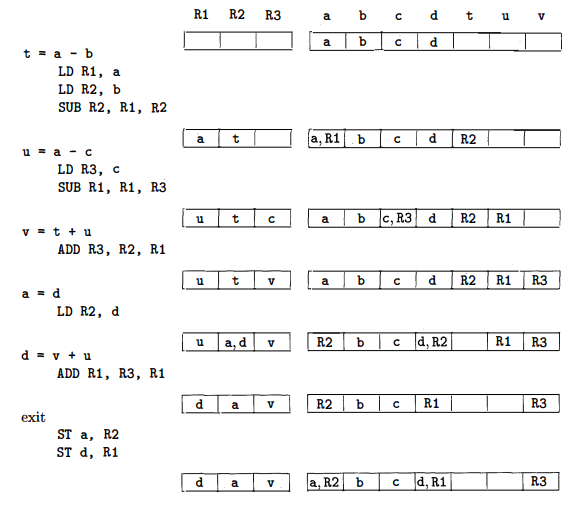 R1 R2 R3 a b c d t u v
a b c d
t = a - b
LD R1, a
LD R2, b
SUB R2, R1, R2
a t a,R1 b c d R2
u = a - c
LD R3, c
SUB R1, R1, R3
u t c a b c,R3 d R2 R1
v = t + u
ADD R3, R2, R1
u t v a b c d R2 R1 R3
a = d
LD R2, d
u a,d v R2 b c d,R2 R1 R3
d = v + u
ADD R1, R3, R1
d a v R2 b c R1 R3
exit
ST a, R2
ST d, R1
d a v a,R2 b c d,R1 R3